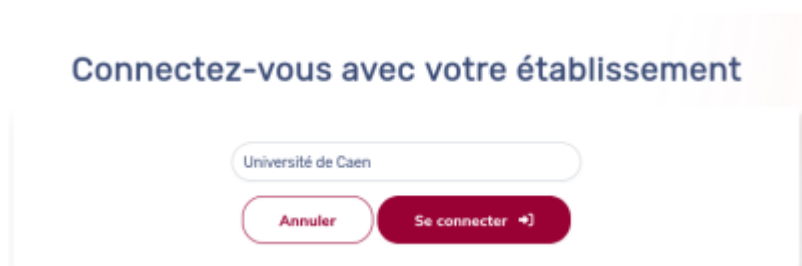 Connectez-vous avec votre établissement
Université de Caen
Annuler Se connecter